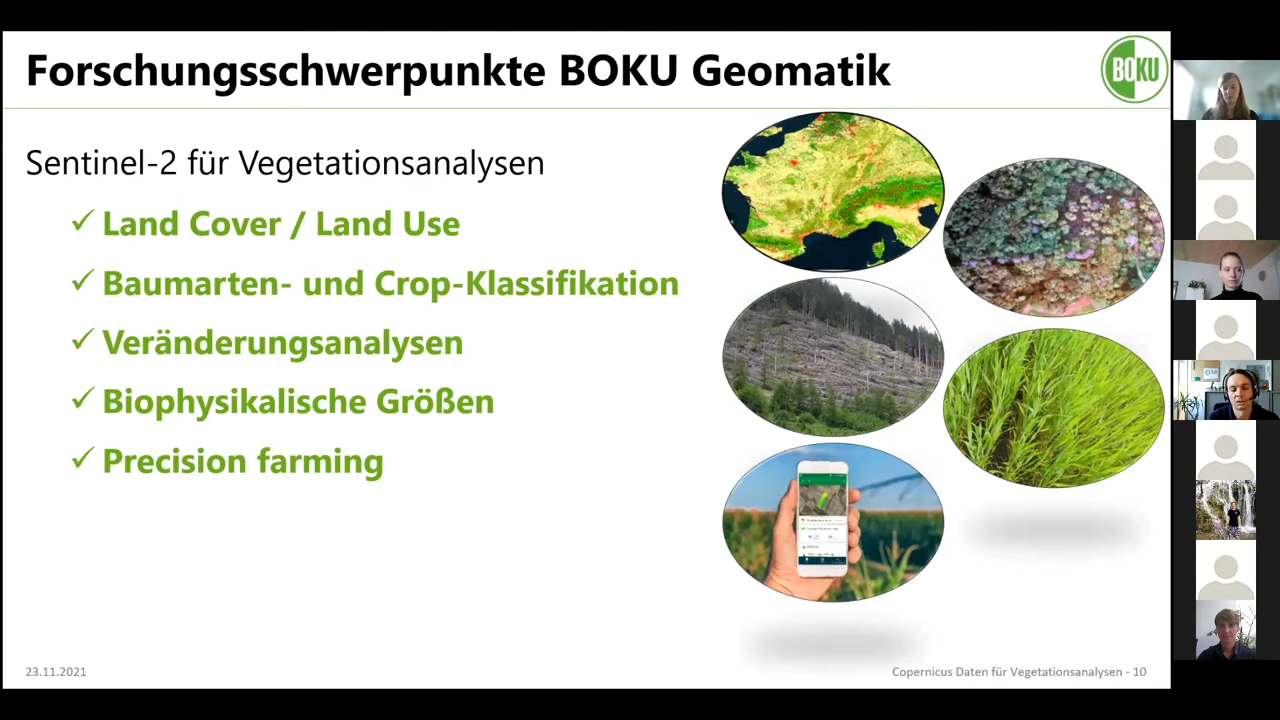 Forschungsschwerpunkte BOKU Geomatik
BOKU
Sentinel-2 für Vegetationsanalysen
✓ Land Cover / Land Use
✓ Baumarten- und Crop-Klassifikation
✓ Veränderungsanalysen
✓ Biophysikalische Größen
✓ Precision farming
23.11.2021
Copernicus Daten für Vegetationsanalysen - 10